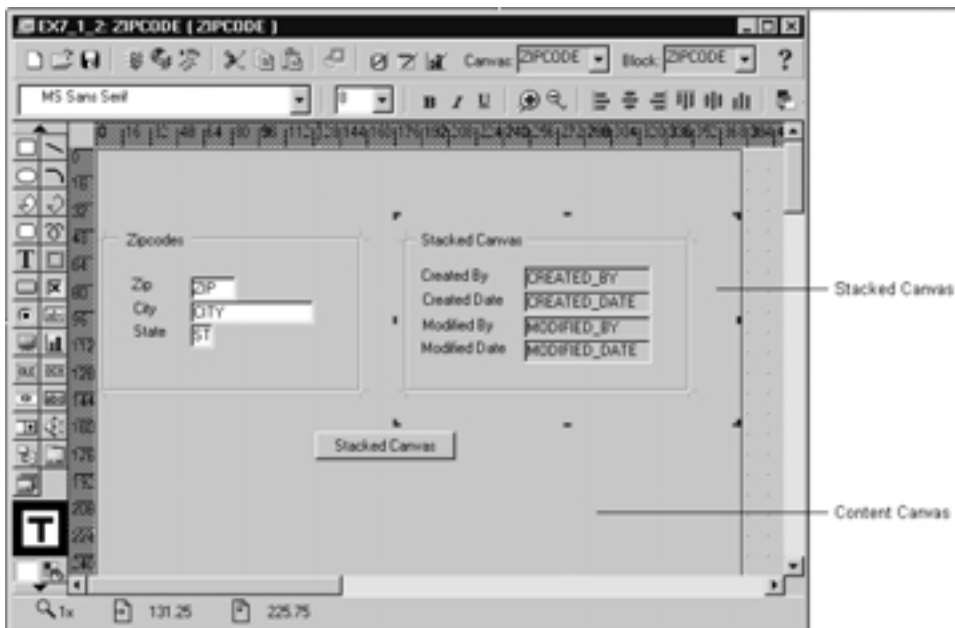 EX7_1_2: ZIPCODE ( ZIPCODE )
Canvas: ZIPCODE Block: ZIPCODE ?
MS Sans Serif 8 B I U
Zipcodes
Zip ZIP
City CITY
State ST
Stacked Canvas
Created By CREATED_BY
Created Date CREATED_DATE
Modified By MODIFIED_BY
Modified Date MODIFIED_DATE
Stacked Canvas
Stacked Canvas
Content Canvas
T
1x 131.25 225.75